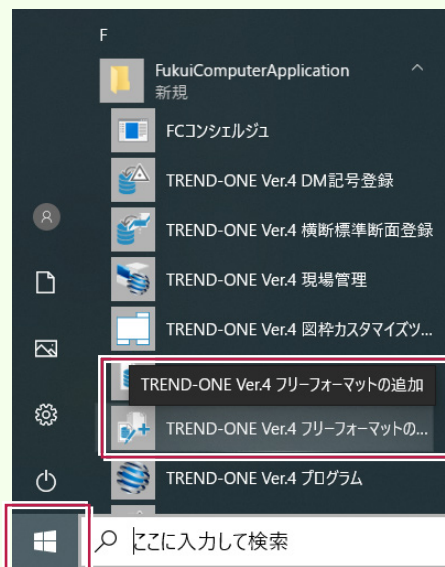 F
FukuiComputerApplication
新規
FCコンシェルジュ
TREND-ONE Ver.4 DM記号登録
TREND-ONE Ver.4 横断標準断面登録
TREND-ONE Ver.4 現場管理
TREND-ONE Ver.4 図枠カスタマイズツ...
TREND-ONE Ver.4 フリーフォーマットの追加
TREND-ONE Ver.4 フリーフォーマットの...
TREND-ONE Ver.4 プログラム
ここに入力して検索